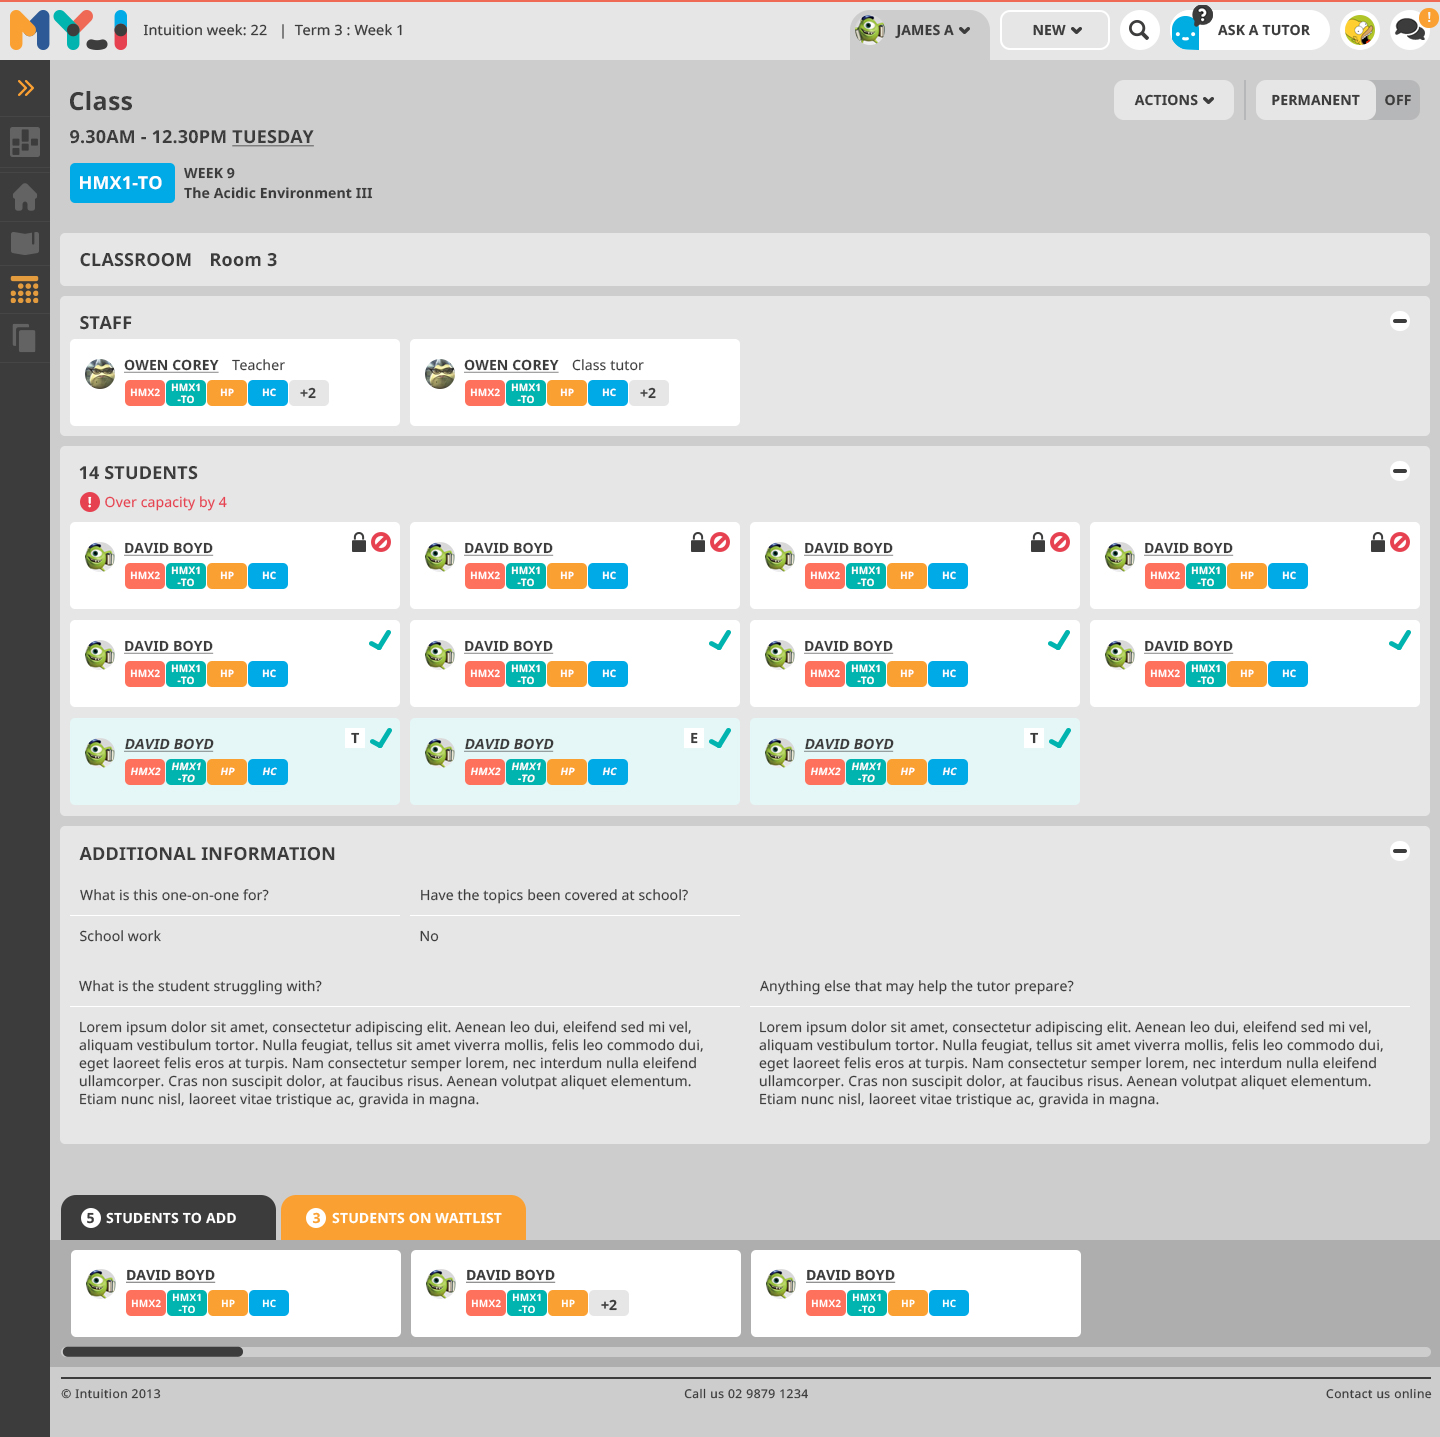 MY_I
Intuition week: 22 | Term 3 : Week 1
JAMES A
NEW
?
ASK A TUTOR
!
Class
ACTIONS
PERMANENT OFF
9.30AM - 12.30PM TUESDAY
HMX1-TO
WEEK 9
The Acidic Environment III
CLASSROOM Room 3
STAFF
OWEN COREY Teacher
HMX2 HMX1-TO HP HC +2
OWEN COREY Class tutor
HMX2 HMX1-TO HP HC +2
14 STUDENTS
! Over capacity by 4
DAVID BOYD
HMX2 HMX1-TO HP HC
DAVID BOYD
HMX2 HMX1-TO HP HC
DAVID BOYD
HMX2 HMX1-TO HP HC
DAVID BOYD
HMX2 HMX1-TO HP HC
DAVID BOYD
HMX2 HMX1-TO HP HC
DAVID BOYD
HMX2 HMX1-TO HP HC
DAVID BOYD
HMX2 HMX1-TO HP HC
DAVID BOYD
HMX2 HMX1-TO HP HC
DAVID BOYD T
HMX2 HMX1-TO HP HC
DAVID BOYD E
HMX2 HMX1-TO HP HC
DAVID BOYD T
HMX2 HMX1-TO HP HC
ADDITIONAL INFORMATION
What is this one-on-one for?
School work
Have the topics been covered at school?
No
What is the student struggling with?
Lorem ipsum dolor sit amet, consectetur adipiscing elit. Aenean leo dui, eleifend sed mi vel,
aliquam vestibulum tortor. Nulla feugiat, tellus sit amet viverra mollis, felis leo commodo dui,
eget laoreet felis eros at turpis. Nam consectetur semper lorem, nec interdum nulla eleifend
ullamcorper. Cras non suscipit dolor, at faucibus risus. Aenean volutpat aliquet elementum.
Etiam nunc nisl, laoreet vitae tristique ac, gravida in magna.
Anything else that may help the tutor prepare?
Lorem ipsum dolor sit amet, consectetur adipiscing elit. Aenean leo dui, eleifend sed mi vel,
aliquam vestibulum tortor. Nulla feugiat, tellus sit amet viverra mollis, felis leo commodo dui,
eget laoreet felis eros at turpis. Nam consectetur semper lorem, nec interdum nulla eleifend
ullamcorper. Cras non suscipit dolor, at faucibus risus. Aenean volutpat aliquet elementum.
Etiam nunc nisl, laoreet vitae tristique ac, gravida in magna.
5 STUDENTS TO ADD
3 STUDENTS ON WAITLIST
DAVID BOYD
HMX2 HMX1-TO HP HC
DAVID BOYD
HMX2 HMX1-TO HP +2
DAVID BOYD
HMX2 HMX1-TO HP HC
© Intuition 2013
Call us 02 9879 1234
Contact us online